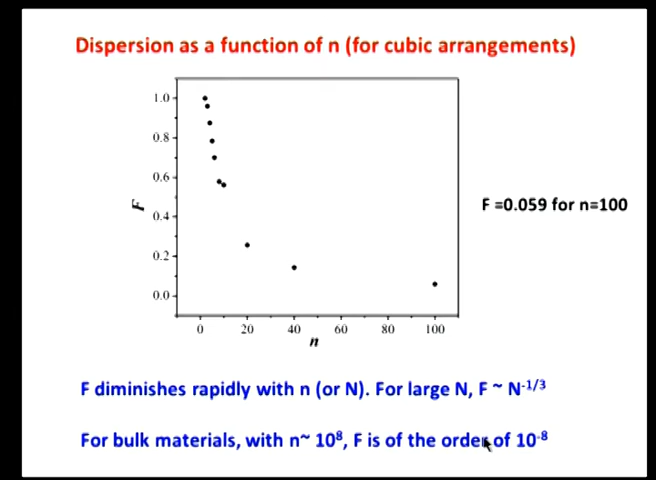 Dispersion as a function of n (for cubic arrangements)
1.0
0.8
0.6
0.4
0.2
0.0
F
0 20 40 60 80 100
n
F =0.059 for n=100
F diminishes rapidly with n (or N). For large N, F ~ N-1/3
For bulk materials, with n~ 10⁸, F is of the order of 10-8